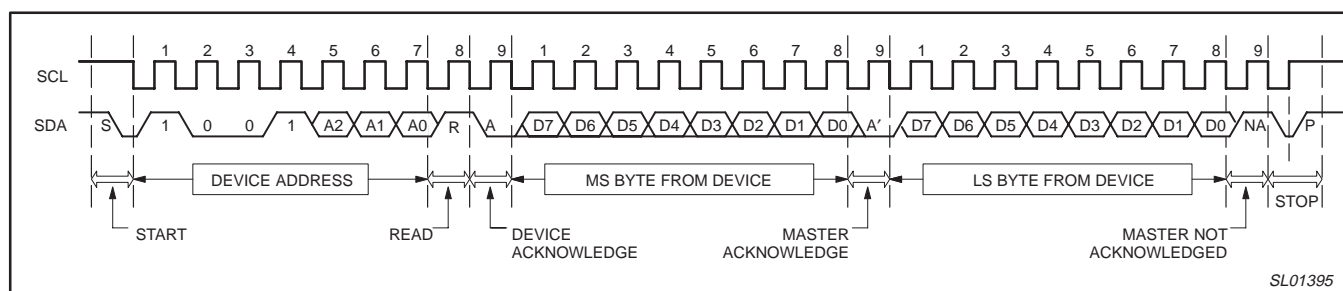 1 2 3 4 5 6 7 8 9 1 2 3 4 5 6 7 8 9 1 2 3 4 5 6 7 8 9
SCL
SDA S 1 0 0 1 A2 A1 A0 R A D7 D6 D5 D4 D3 D2 D1 D0 A′ D7 D6 D5 D4 D3 D2 D1 D0 NA P
DEVICE ADDRESS MS BYTE FROM DEVICE LS BYTE FROM DEVICE
STOP
START READ DEVICE ACKNOWLEDGE MASTER ACKNOWLEDGE MASTER NOT ACKNOWLEDGED
SL01395